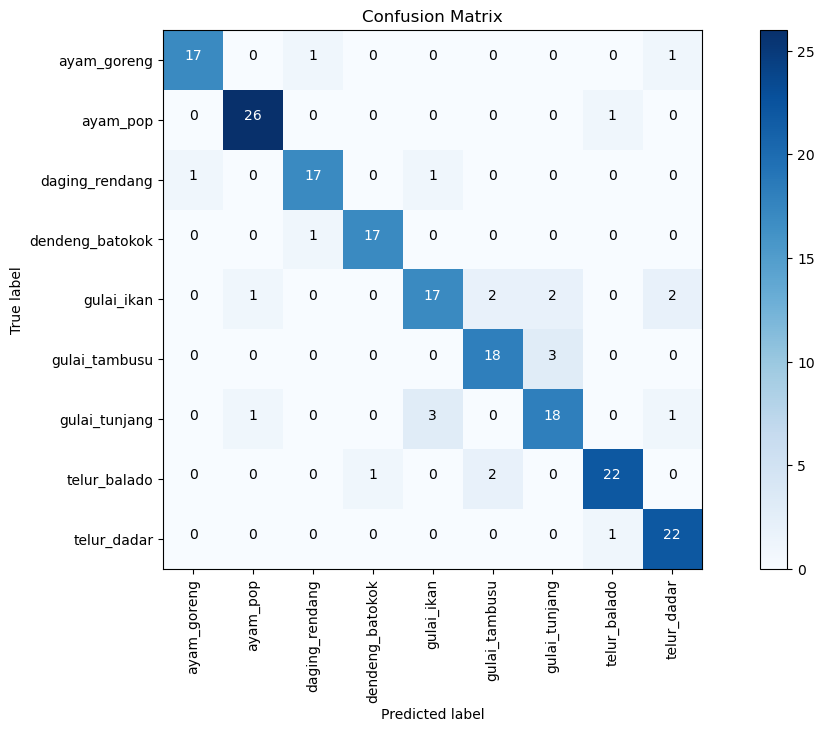 Confusion Matrix
True label
ayam_goreng 17 0 1 0 0 0 0 0 1
ayam_pop 0 26 0 0 0 0 0 1 0
daging_rendang 1 0 17 0 1 0 0 0 0
dendeng_batokok 0 0 1 17 0 0 0 0 0
gulai_ikan 0 1 0 0 17 2 2 0 2
gulai_tambusu 0 0 0 0 0 18 3 0 0
gulai_tunjang 0 1 0 0 3 0 18 0 1
telur_balado 0 0 0 1 0 2 0 22 0
telur_dadar 0 0 0 0 0 0 0 1 22
ayam_goreng
ayam_pop
daging_rendang
dendeng_batokok
gulai_ikan
gulai_tambusu
gulai_tunjang
telur_balado
telur_dadar
Predicted label
25
20
15
10
5
0